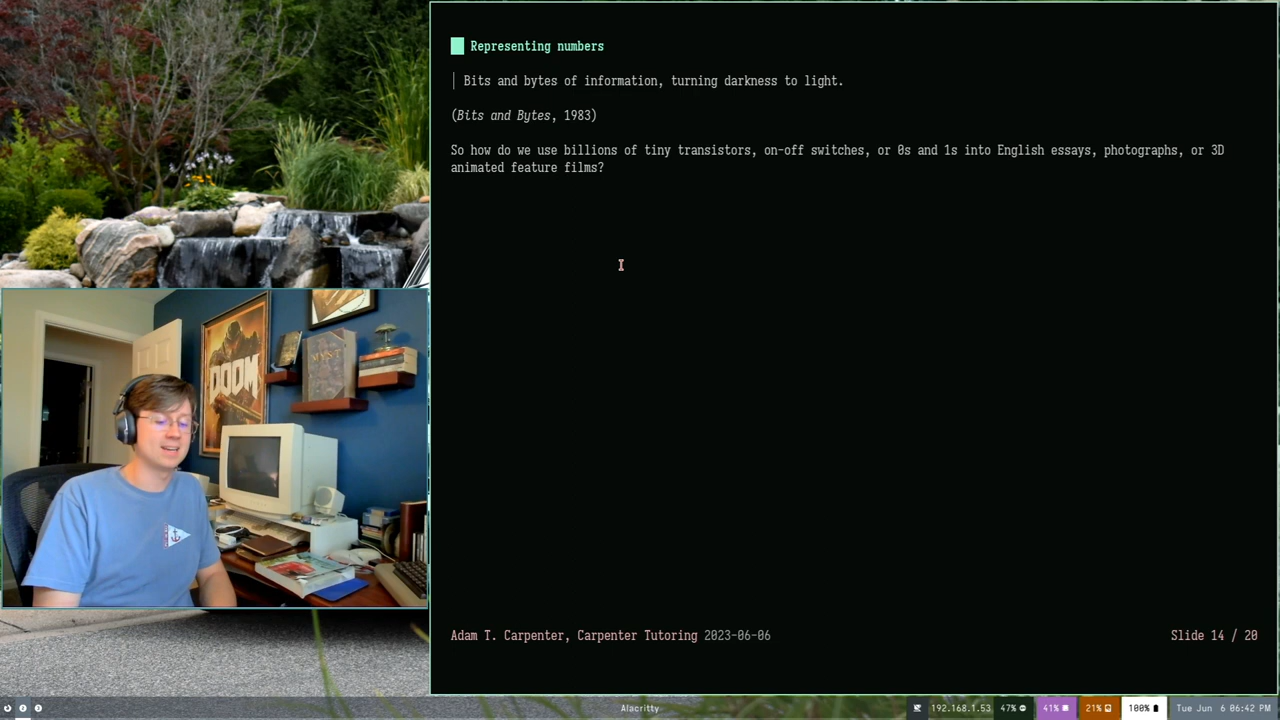 Representing numbers
Bits and bytes of information, turning darkness to light.
(Bits and Bytes, 1983)
So how do we use billions of tiny transistors, on-off switches, or 0s and 1s into English essays, photographs, or 3D
animated feature films?
DOOM
MYST
Adam T. Carpenter, Carpenter Tutoring 2023-06-06
Slide 14 / 20
Alacritty
192.168.1.53
47%
41%
21%
100%
Tue Jun 6 06:42 PM